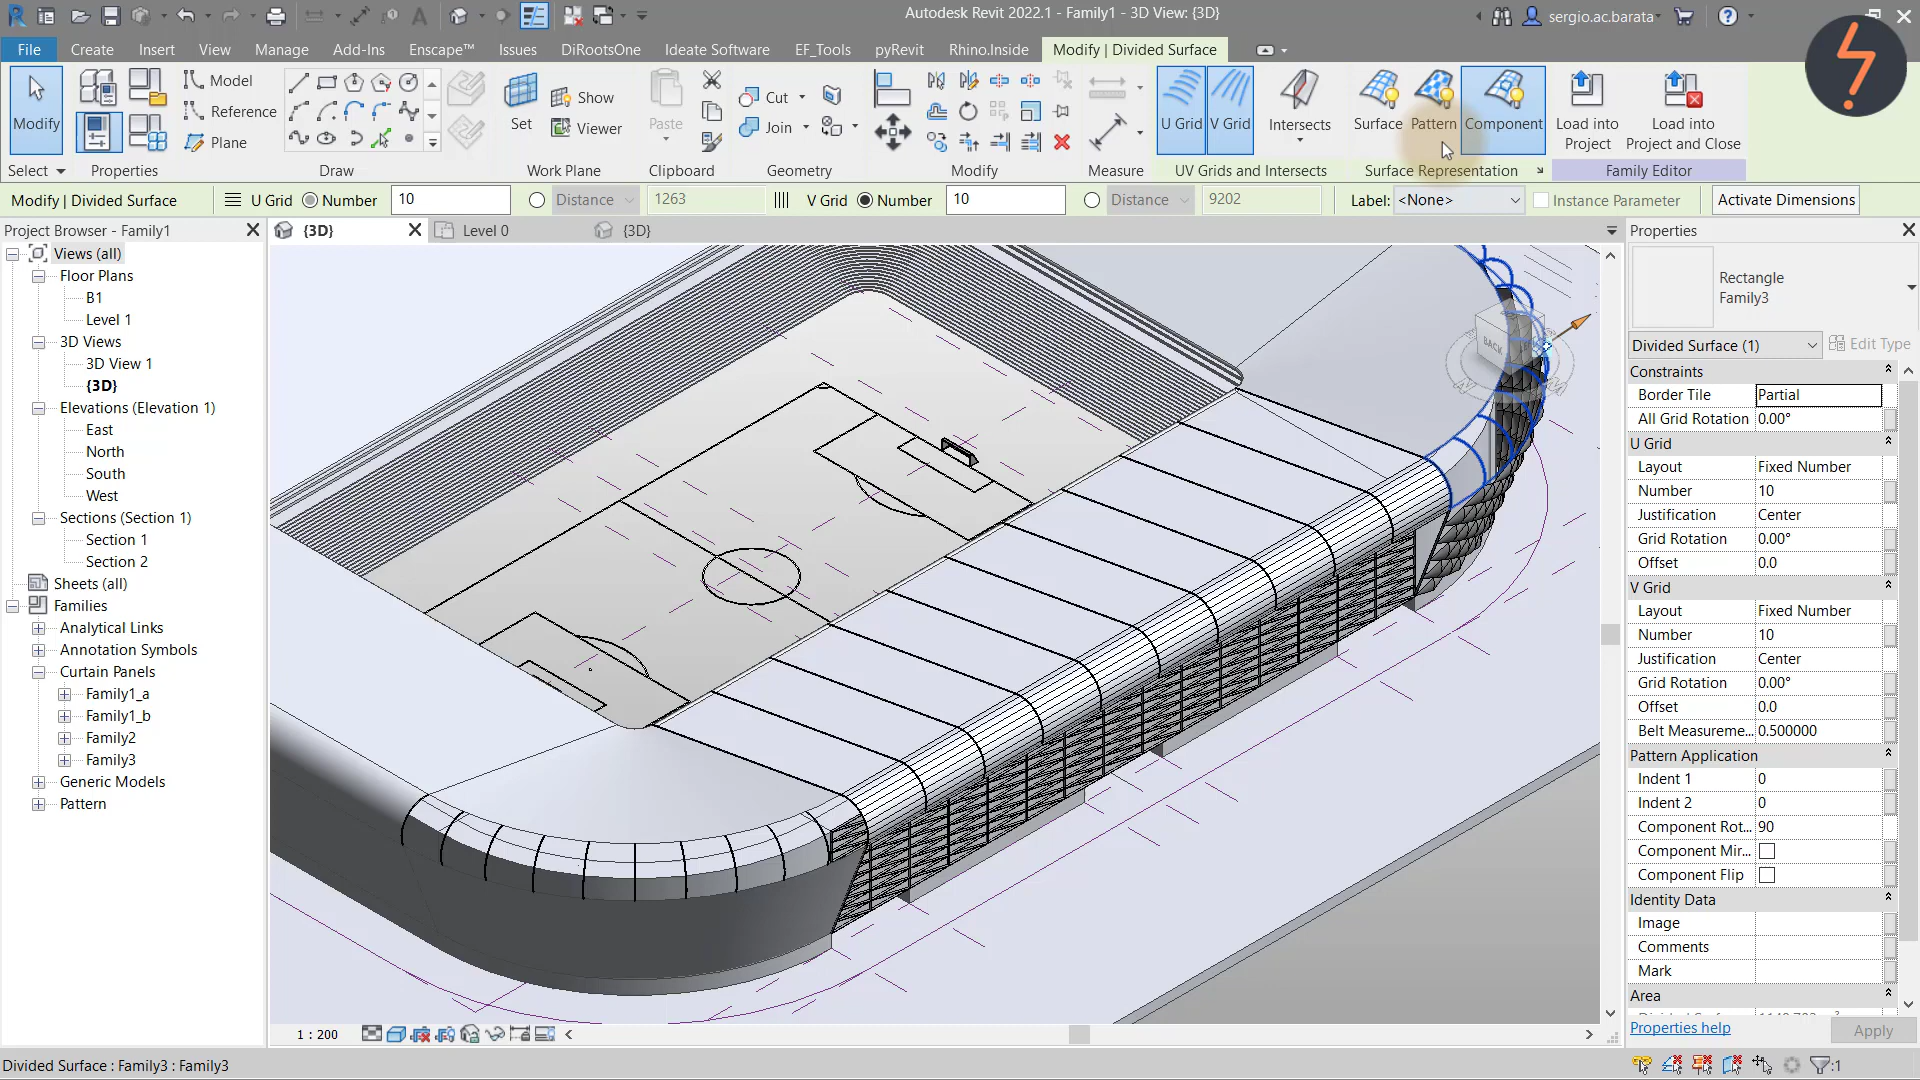 Autodesk Revit 2022.1 - Family1 - 3D View: {3D}
sergio.ac.barata
File Create Insert View Manage Add-Ins Enscape™ Issues DiRootsOne Ideate Software EF_Tools pyRevit Rhino.Inside Modify | Divided Surface
Modify
Model
Reference
Plane
Set
Show
Viewer
Paste
Cut
Join
U Grid V Grid
Intersects
Surface Pattern Component
Load into Project
Load into Project and Close
Select Properties Draw Work Plane Clipboard Geometry Modify Measure UV Grids and Intersects Surface Representation Family Editor
Modify | Divided Surface U Grid Number 10 Distance 1263 V Grid Number 10 Distance 9202 Label: <None> Instance Parameter Activate Dimensions
Project Browser - Family1
{3D} Level 0 {3D}
Views (all)
Floor Plans
B1
Level 1
3D Views
3D View 1
{3D}
Elevations (Elevation 1)
East
North
South
West
Sections (Section 1)
Section 1
Section 2
Sheets (all)
Families
Analytical Links
Annotation Symbols
Curtain Panels
Family1_a
Family1_b
Family2
Family3
Generic Models
Pattern
BACK
Properties
Rectangle
Family3
Divided Surface (1) Edit Type
Constraints
Border Tile Partial
All Grid Rotation 0.00°
U Grid
Layout Fixed Number
Number 10
Justification Center
Grid Rotation 0.00°
Offset 0.0
V Grid
Layout Fixed Number
Number 10
Justification Center
Grid Rotation 0.00°
Offset 0.0
Belt Measureme... 0.500000
Pattern Application
Indent 1 0
Indent 2 0
Component Rot... 90
Component Mir...
Component Flip
Identity Data
Image
Comments
Mark
Area
Properties help Apply
1 : 200
Divided Surface : Family3 : Family3
:1